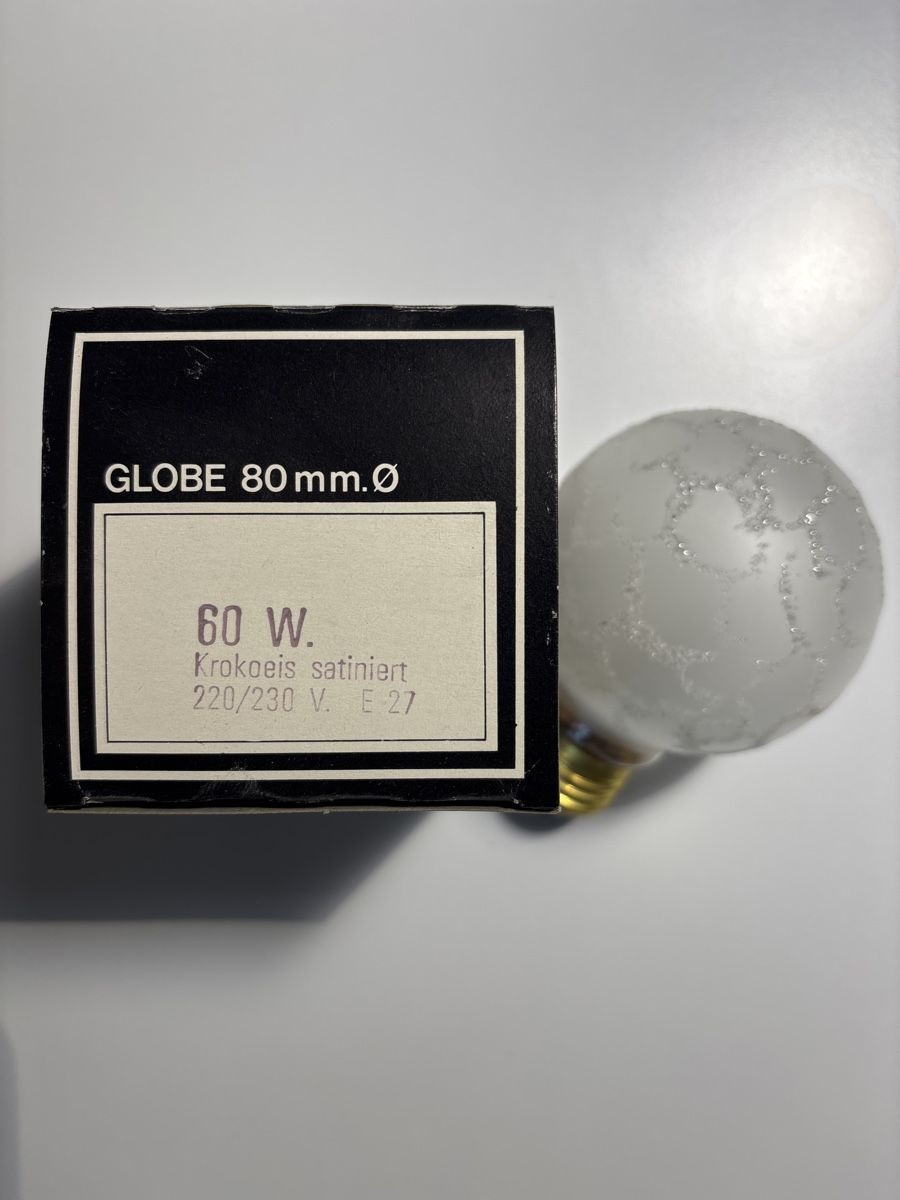 GLOBE 80 mm. Ø
60 W.
Krokoeis satiniert
220/230 V. E 27